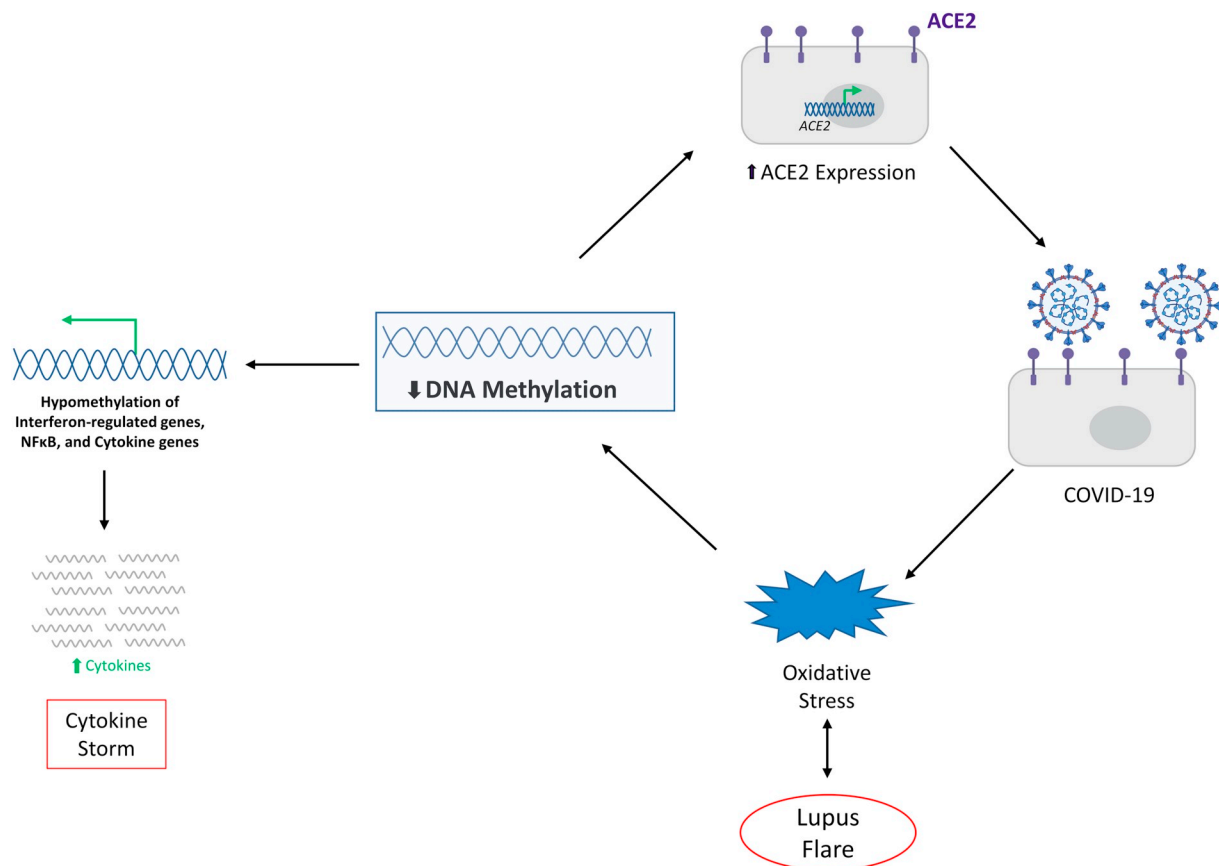 ACE2
ACE2
⬆ACE2 Expression
COVID-19
⬇DNA Methylation
Hypomethylation of
Interferon-regulated genes,
NFκB, and Cytokine genes
⬆Cytokines
Cytokine
Storm
Oxidative
Stress
Lupus
Flare